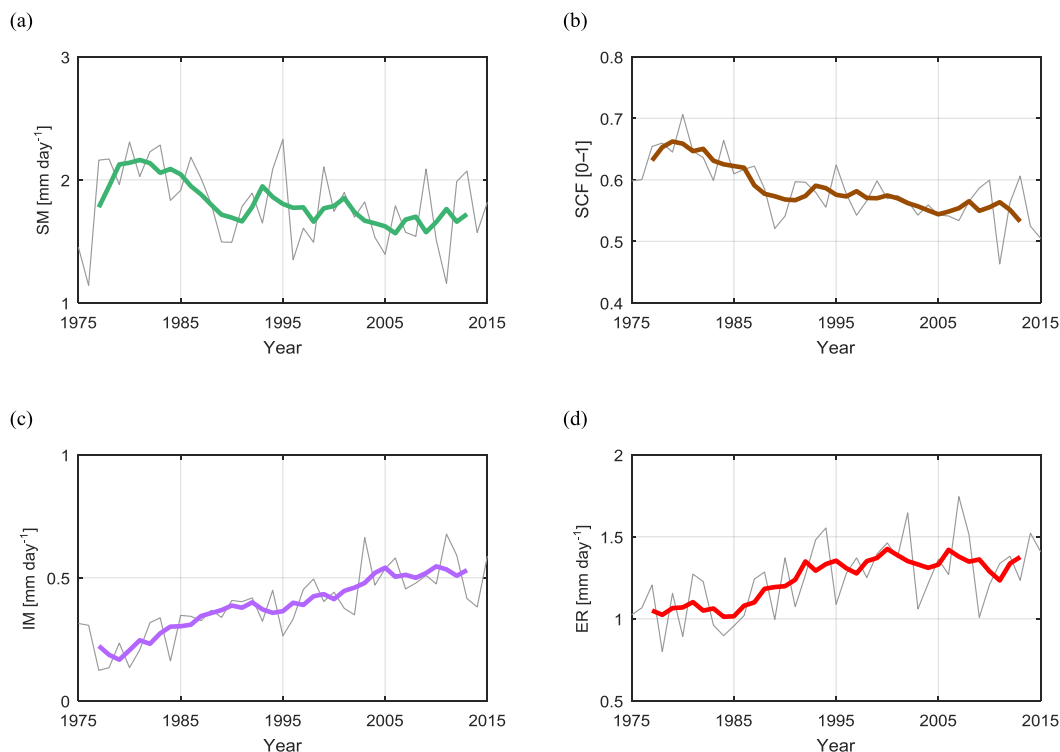 (a)
(b)
3
2
1
SM [mm day⁻¹]
1975 1985 1995 2005 2015
Year
0.8
0.7
0.6
0.5
0.4
SCF [0–1]
1975 1985 1995 2005 2015
Year
(c)
(d)
1
0.5
0
IM [mm day⁻¹]
1975 1985 1995 2005 2015
Year
2
1.5
1
0.5
ER [mm day⁻¹]
1975 1985 1995 2005 2015
Year